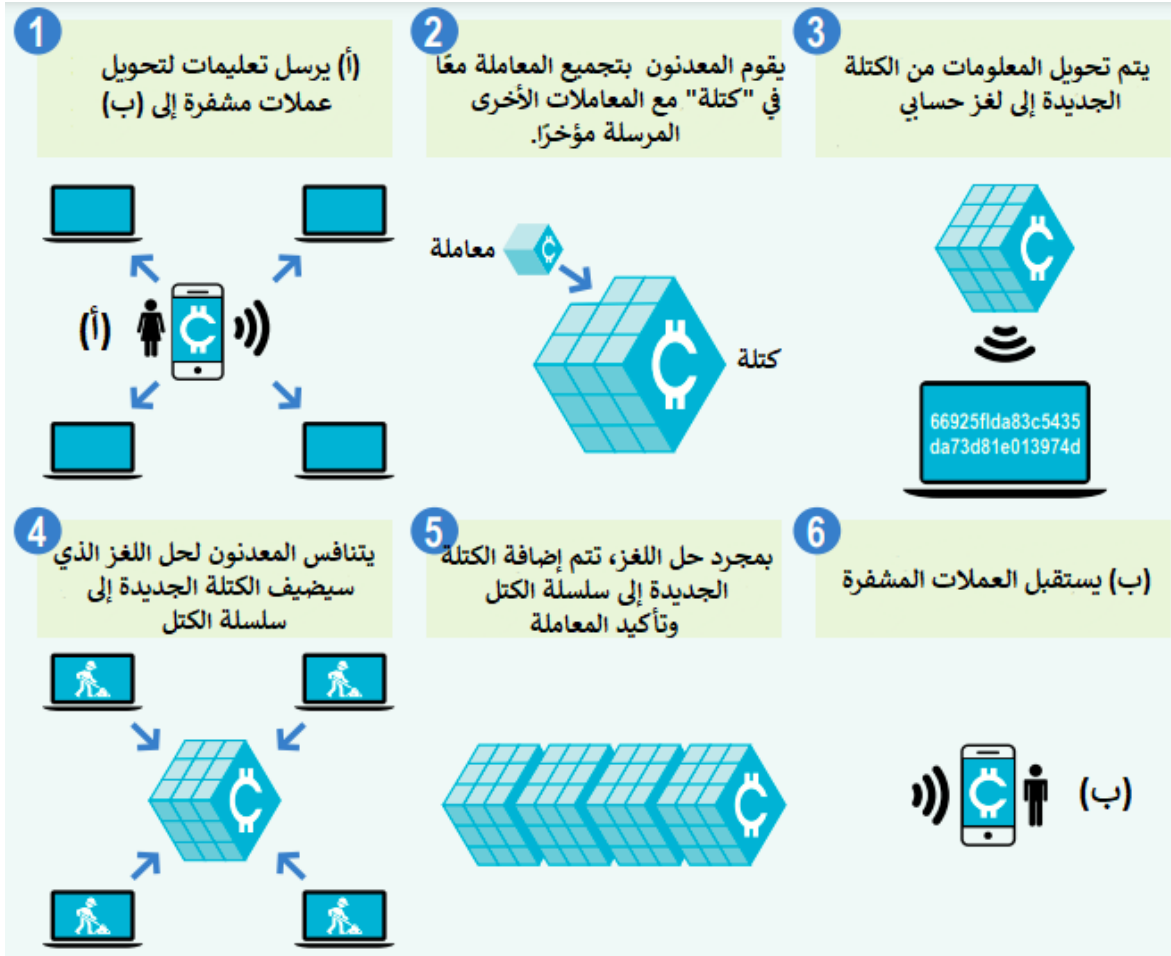 1
(أ) يرسل تعليمات لتحويل
عملات مشفرة إلى (ب)
(أ)
2
يقوم المعدنون بتجميع المعاملة معًا
في "كتلة" مع المعاملات الأخرى
المرسلة مؤخرًا.
معاملة
كتلة
3
يتم تحويل المعلومات من الكتلة
الجديدة إلى لغز حسابي
66925flda83c5435
da73d81e013974d
4
يتنافس المعدنون لحل اللغز الذي
سيضيف الكتلة الجديدة إلى
سلسلة الكتل
5
بمجرد حل اللغز، تتم إضافة الكتلة
الجديدة إلى سلسلة الكتل
وتأكيد المعاملة
6
(ب) يستقبل العملات المشفرة
(ب)